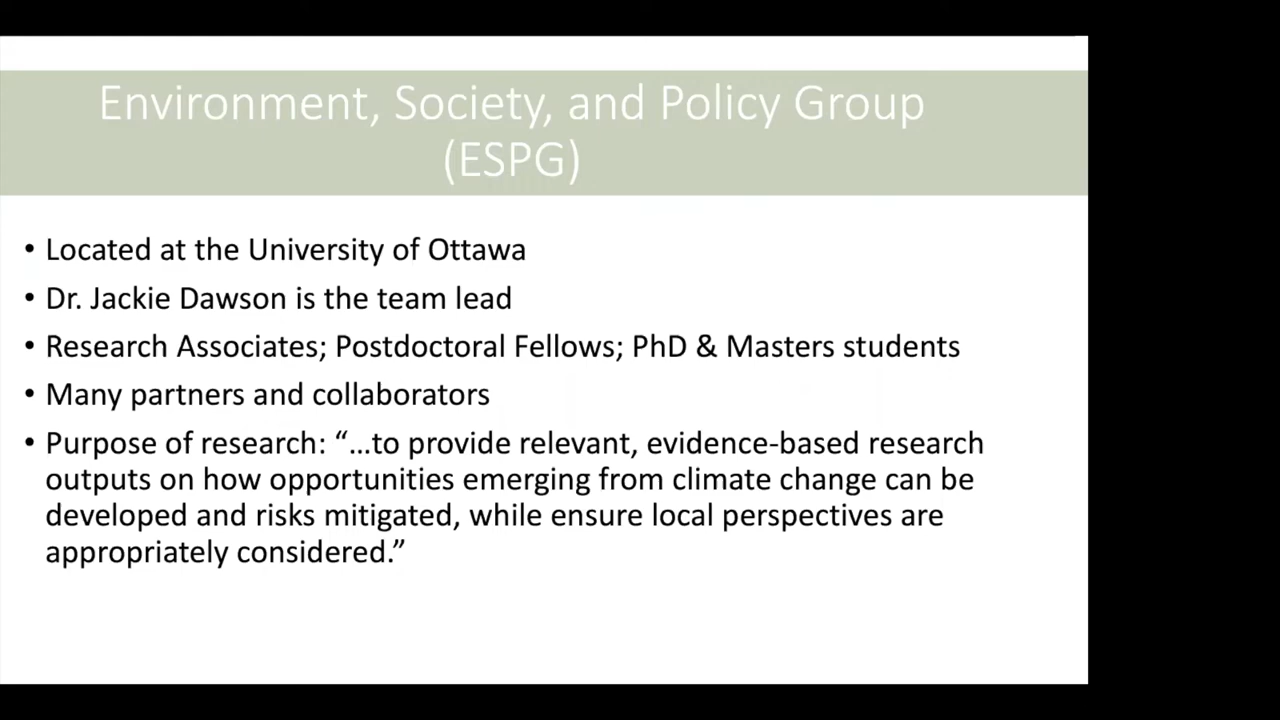 Environment, Society, and Policy Group
(ESPG)
• Located at the University of Ottawa
• Dr. Jackie Dawson is the team lead
• Research Associates; Postdoctoral Fellows; PhD & Masters students
• Many partners and collaborators
• Purpose of research: “…to provide relevant, evidence-based research
outputs on how opportunities emerging from climate change can be
developed and risks mitigated, while ensure local perspectives are
appropriately considered.”